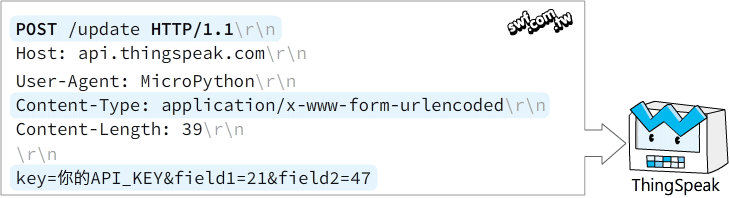 POST /update HTTP/1.1\r\n
Host: api.thingspeak.com\r\n
User-Agent: MicroPython\r\n
Content-Type: application/x-www-form-urlencoded\r\n
Content-Length: 39\r\n
\r\n
key=你的API_KEY&field1=21&field2=47
swf.com.tw
ThingSpeak